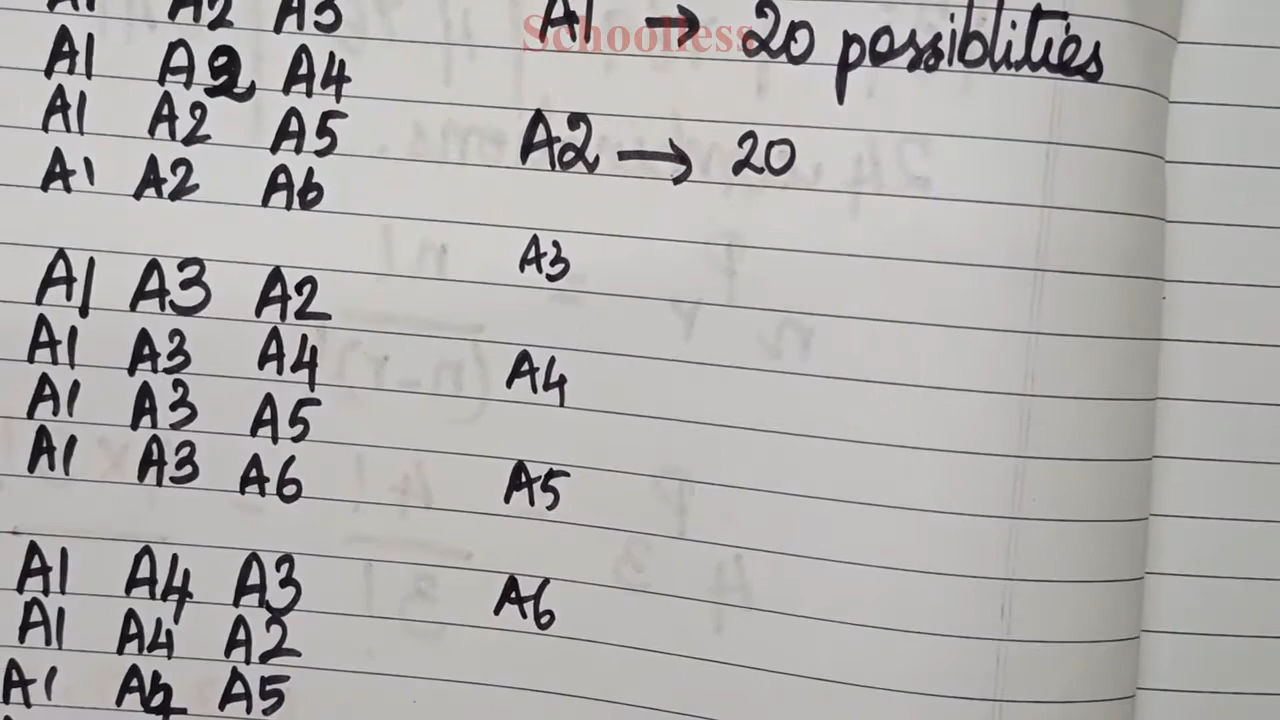 A1 A2 A3
A1 A2 A4
A1 A2 A5
A1 A2 A6
A1 A3 A2
A1 A3 A4
A1 A3 A5
A1 A3 A6
A1 A4 A3
A1 A4 A2
A1 A4 A5
Schoolless
A1 → 20 possiblities
A2 → 20
A3
A4
A5
A6